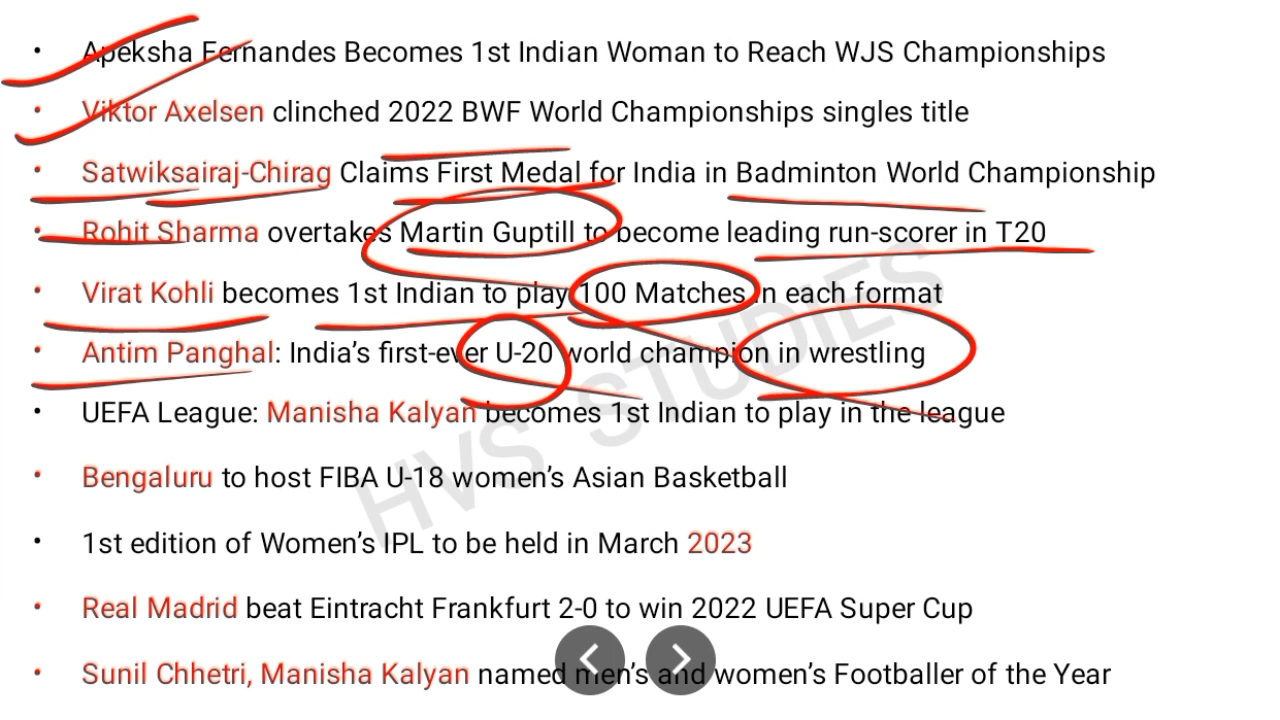 • Apeksha Fernandes Becomes 1st Indian Woman to Reach WJS Championships
• Viktor Axelsen clinched 2022 BWF World Championships singles title
• Satwiksairaj-Chirag Claims First Medal for India in Badminton World Championship
• Rohit Sharma overtakes Martin Guptill to become leading run-scorer in T20
• Virat Kohli becomes 1st Indian to play 100 Matches in each format
• Antim Panghal: India’s first-ever U-20 world champion in wrestling
• UEFA League: Manisha Kalyan becomes 1st Indian to play in the league
• Bengaluru to host FIBA U-18 women’s Asian Basketball
• 1st edition of Women’s IPL to be held in March 2023
• Real Madrid beat Eintracht Frankfurt 2-0 to win 2022 UEFA Super Cup
• Sunil Chhetri, Manisha Kalyan named men’s and women’s Footballer of the Year
HVS STUDIES